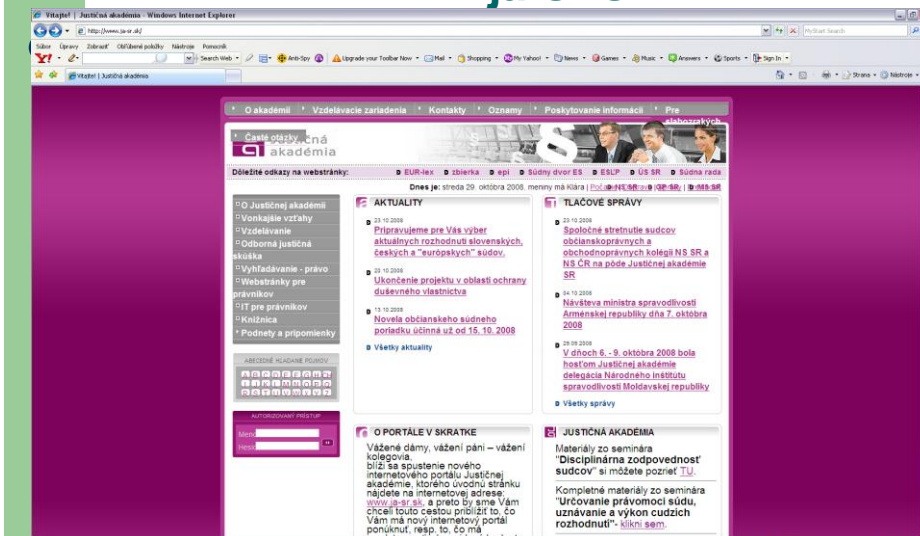 Vitajte! | Justičná akadémia - Windows Internet Explorer
http://www.ja-sr.sk/
MyStart Search
Súbor Úpravy Zobraziť Obľúbené položky Nástroje Pomocník
Y! Search Web Anti-Spy Upgrade your Toolbar Now Mail Shopping My Yahoo! News Games Music Answers Sports Sign In
Vitajte! | Justičná akadémia
Strana Nástroje
O akadémii Vzdelávacie zariadenia Kontakty Oznamy Poskytovanie informácií Pre
slabozrakých
Časté otázky
akadémia
Dôležité odkazy na webstránky: EUR-lex zbierka epi Súdny dvor ES ESĽP ÚS SR Súdna rada
Dnes je: streda 29. októbra 2008, meniny má Klára |
O Justičnej akadémii
Vonkajšie vzťahy
Vzdelávanie
Odborná justičná
skúška
Vyhľadávanie - právo
Webstránky pre
právnikov
IT pre právnikov
Knižnica
Podnety a pripomienky
ABECEDNÉ HĽADANIE POJMOV
AUTORIZOVANÝ PRÍSTUP
Meno
Heslo
AKTUALITY
23.10.2008
Pripravujeme pre Vás výber
aktuálnych rozhodnutí slovenských,
českých a "európskych" súdov.
20.10.2008
Ukončenie projektu v oblasti ochrany
duševného vlastníctva
13.10.2008
Novela občianskeho súdneho
poriadku účinná už od 15. 10. 2008
Všetky aktuality
TLAČOVÉ SPRÁVY
23.10.2008
Spoločné stretnutie sudcov
občianskoprávnych a
obchodnoprávnych kolégií NS SR a
NS ČR na pôde Justičnej akadémie
SR
Návšteva ministra spravodlivosti
Arménskej republiky dňa 7. októbra
2008
V dňoch 6. - 9. októbra 2008 bola
hosťom Justičnej akadémie
delegácia Národného inštitútu
spravodlivosti Moldavskej republiky
Všetky správy
O PORTÁLE V SKRATKE
Vážené dámy, vážení páni – vážení
kolegovia,
blíži sa spustenie nového
internetového portálu Justičnej
akadémie, ktorého úvodnú stránku
nájdete na internetovej adrese:
www.ja-sr.sk, a preto by sme Vám
chceli touto cestou priblížiť to, čo
Vám má nový internetový portál
ponúknuť, resp. to, čo má
JUSTIČNÁ AKADÉMIA
Materiály zo seminára
"Disciplinárna zodpovednosť
sudcov" si môžete pozrieť TU.
Kompletné materiály zo seminára
"Určovanie právomoci súdu,
uznávanie a výkon cudzích
rozhodnutí"- klikni sem.